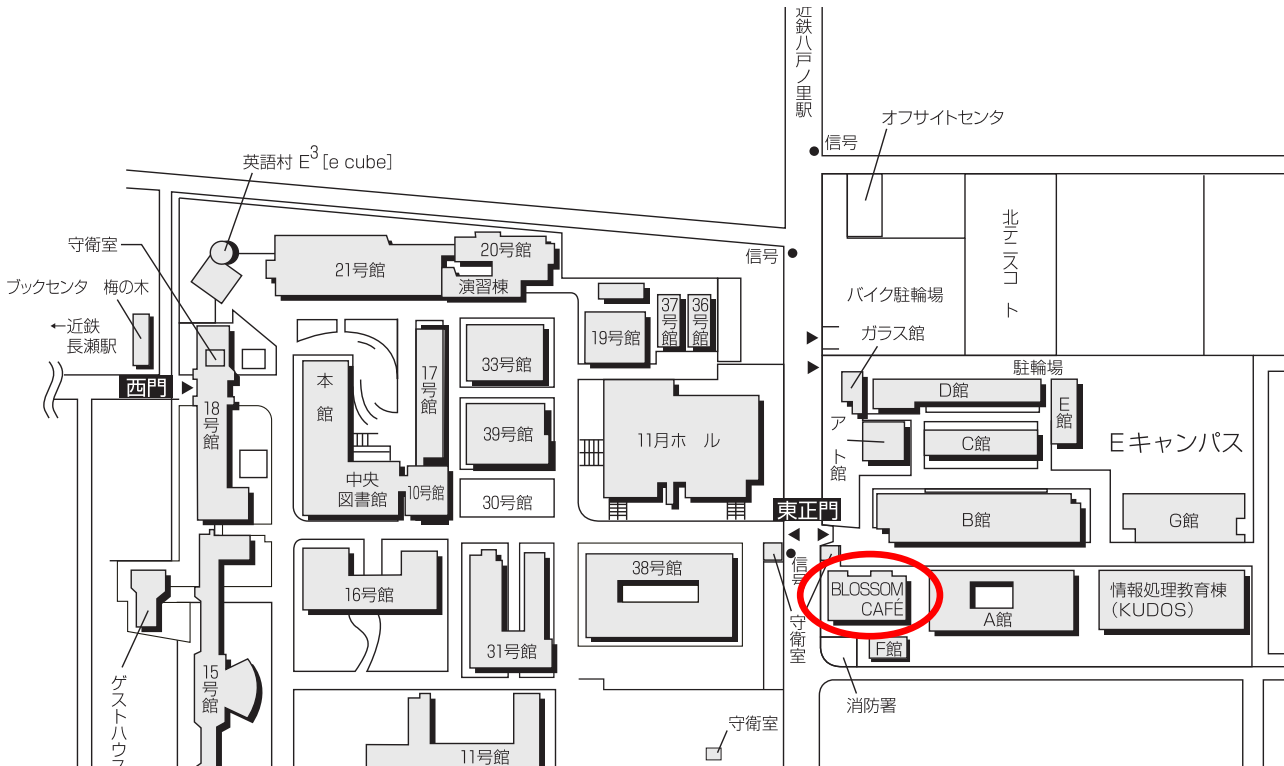 近鉄八戸ノ里駅
オフサイトセンタ
信号
英語村 E3 [e cube]
守衛室
信号
20号館
21号館
演習棟
北テニスコート
ブックセンタ 梅の木
バイク駐輪場
←近鉄
長瀬駅
19号館
37号館
36号館
ガラス館
33号館
駐輪場
西門
本館
17号館
D館
18号館
E館
アート館
39号館
11月ホール
C館
Eキャンパス
中央
図書館
10号館
30号館
東正門
B館
G館
信号
38号館
16号館
BLOSSOM
CAFÉ
A館
情報処理教育棟
(KUDOS)
31号館
守衛室
F館
15号館
ゲストハウス
消防署
守衛室
11号館